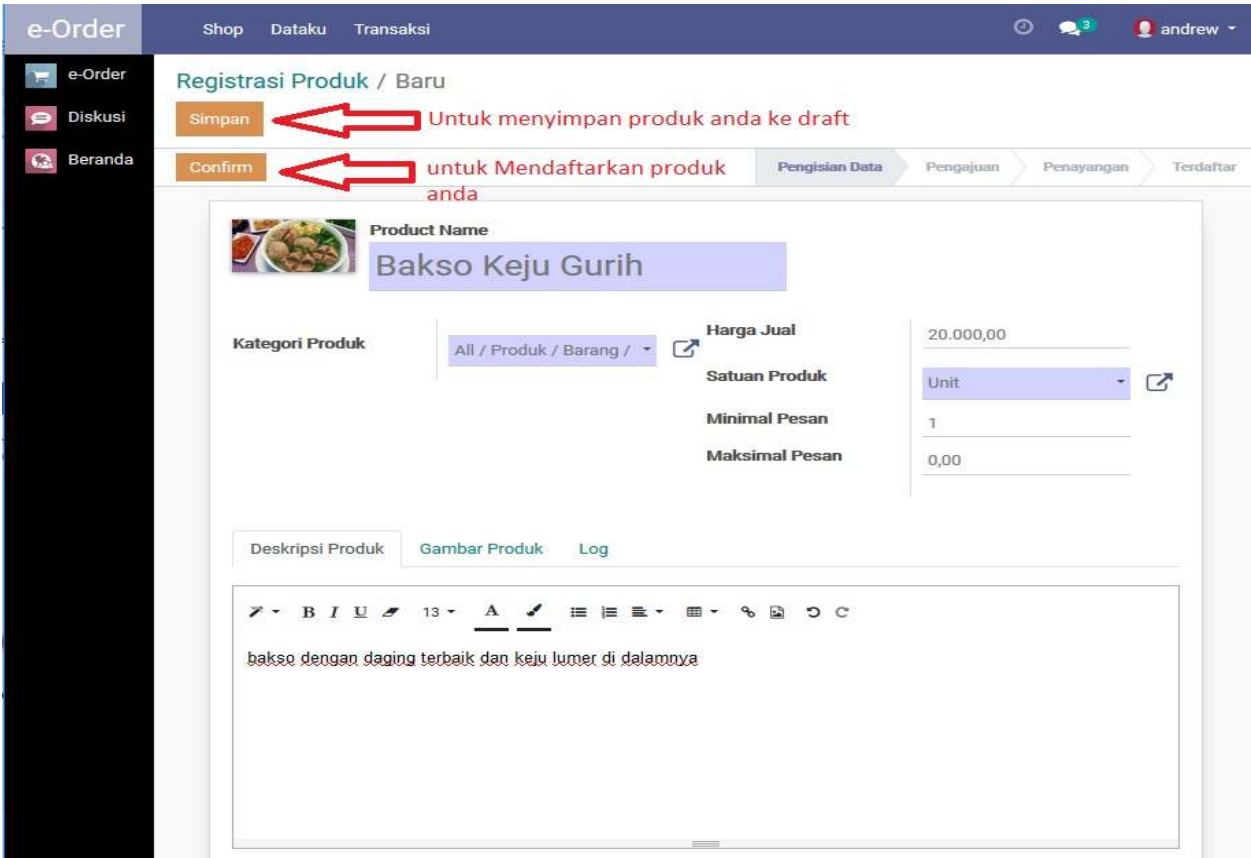 e-Order Shop Dataku Transaksi 3 andrew
e-Order
Diskusi
Beranda
Registrasi Produk / Baru
Simpan Untuk menyimpan produk anda ke draft
Confirm untuk Mendaftarkan produk
anda
Pengisian Data Pengajuan Penayangan Terdaftar
Product Name
Bakso Keju Gurih
Kategori Produk All / Produk / Barang /
Harga Jual 20.000,00
Satuan Produk Unit
Minimal Pesan 1
Maksimal Pesan 0,00
Deskripsi Produk Gambar Produk Log
B I U 13 A
bakso dengan daging terbaik dan keju lumer di dalamnya